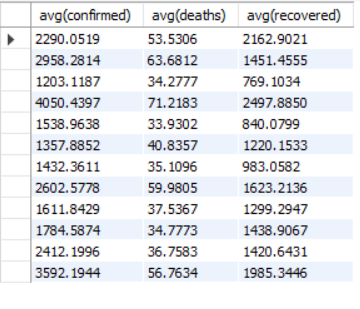 avg(confirmed) avg(deaths) avg(recovered)
2290.0519 53.5306 2162.9021
2958.2814 63.6812 1451.4555
1203.1187 34.2777 769.1034
4050.4397 71.2183 2497.8850
1538.9638 33.9302 840.0799
1357.8852 40.8357 1220.1533
1432.3611 35.1096 983.0582
2602.5778 59.9805 1623.2136
1611.8429 37.5367 1299.2947
1784.5874 34.7773 1438.9067
2412.1996 36.7583 1420.6431
3592.1944 56.7634 1985.3446